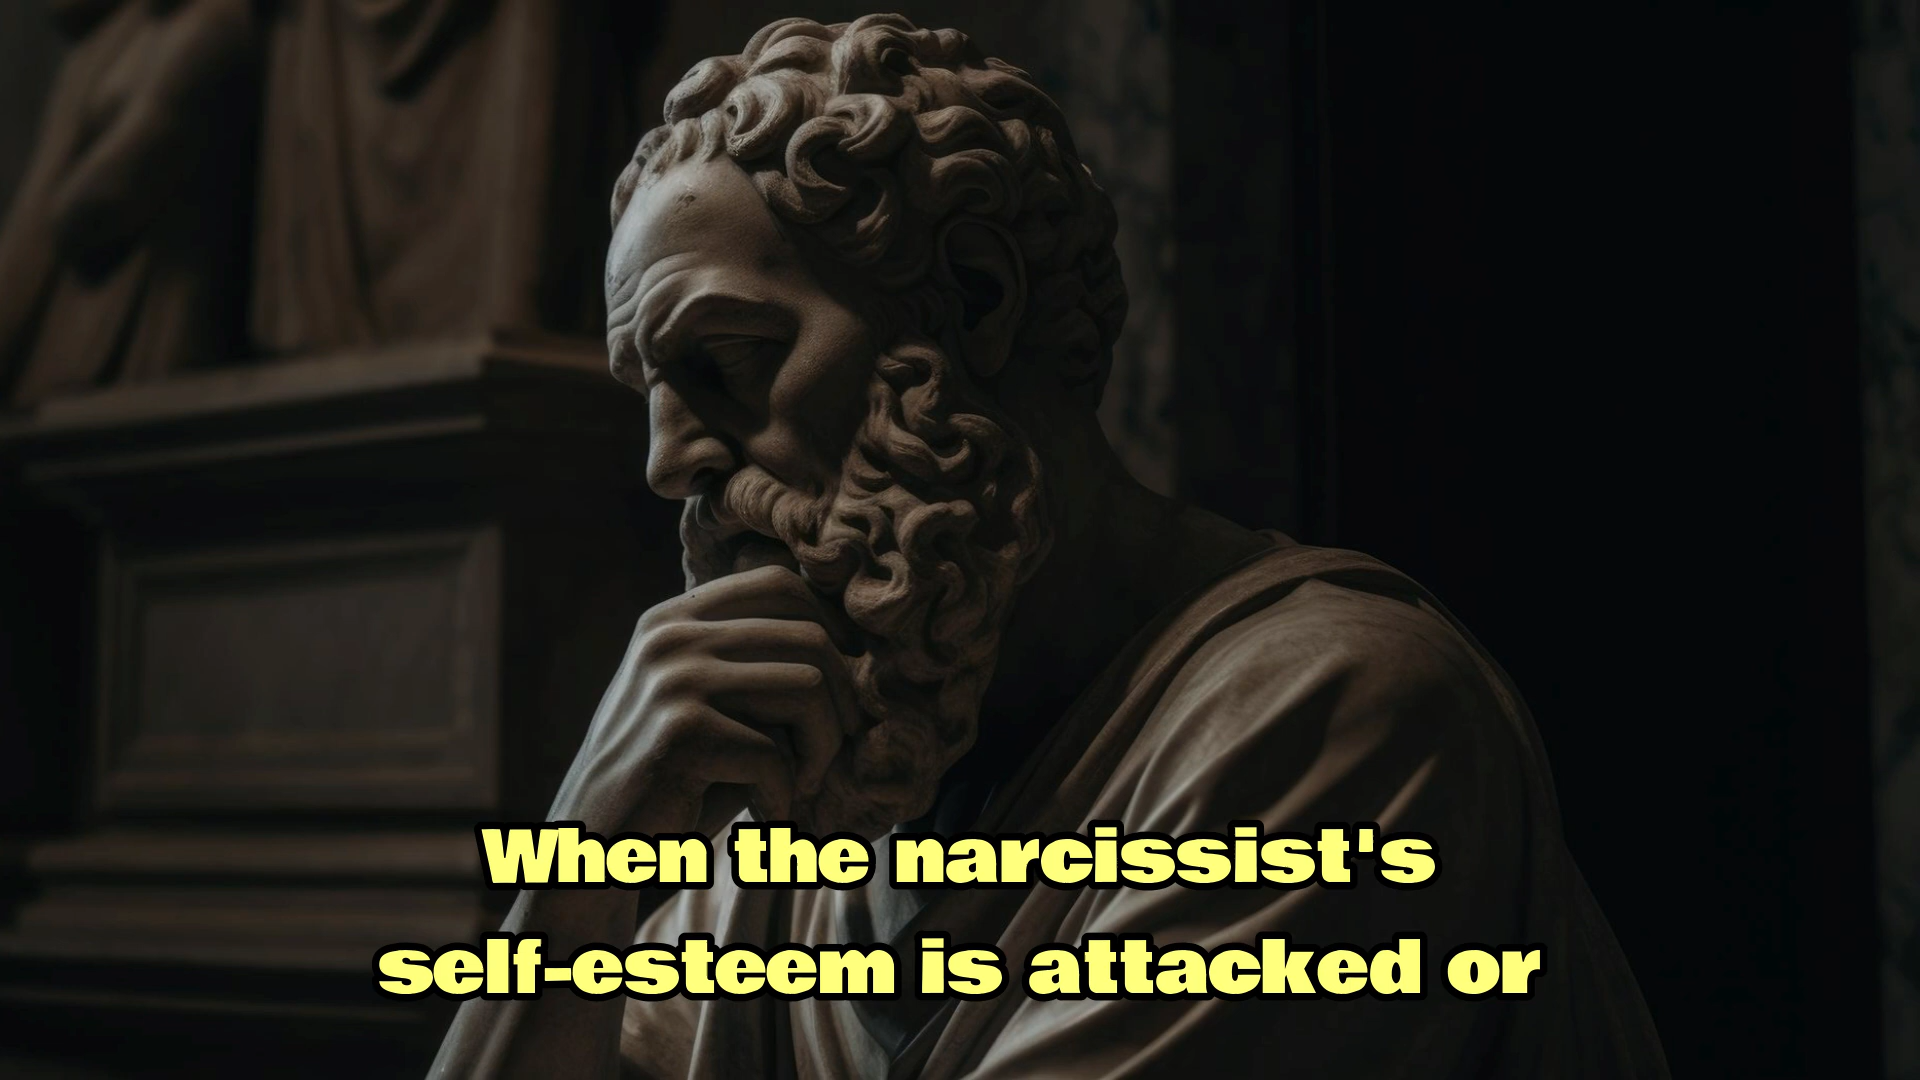 When the narcissist's
self-esteem is attacked or